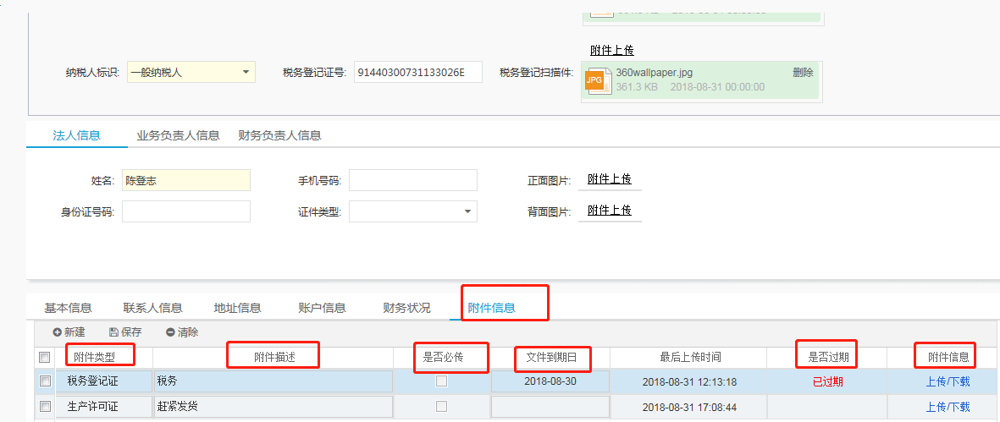 附件上传
纳税人标识: 一般纳税人 税务登记证号: 91440300731133026E 税务登记扫描件: JPG 360wallpaper.jpg 删除
361.3 KB 2018-08-31 00:00:00
法人信息 业务负责人信息 财务负责人信息
姓名: 陈登志 手机号码: 正面图片: 附件上传
身份证号码: 证件类型: 背面图片: 附件上传
基本信息 联系人信息 地址信息 账户信息 财务状况 附件信息
新建 保存 清除
附件类型 附件描述 是否必传 文件到期日 最后上传时间 是否过期 附件信息
税务登记证 税务 2018-08-30 2018-08-31 12:13:18 已过期 上传/下载
生产许可证 赶紧发货 2018-08-31 17:08:44 上传/下载